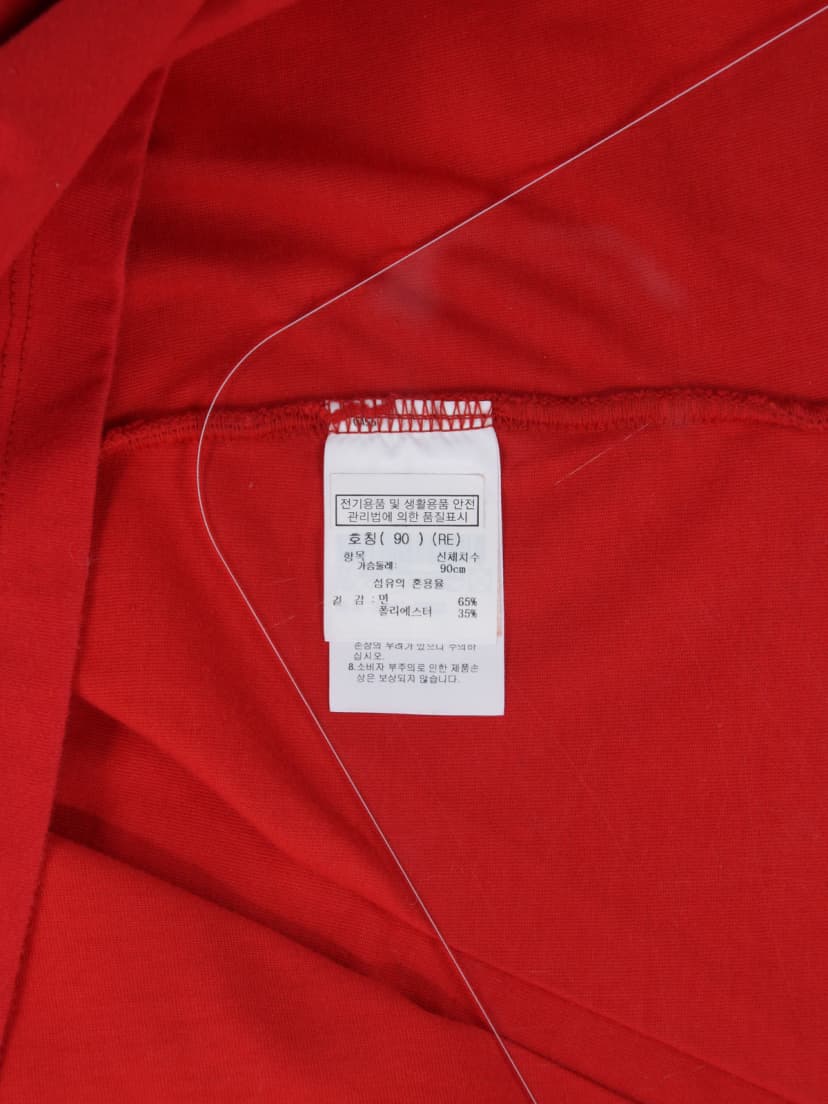 전기용품 및 생활용품 안전
관리법에 의한 품질표시
호칭( 90 ) (RE)
항목 신체치수
가슴둘레: 90cm
섬유의 혼용율
겉 감 : 면 65%
폴리에스터 35%
손상의 우려가 있으니 주의하
십시오.
8.소비자 부주의로 인한 제품손
상은 보상되지 않습니다.